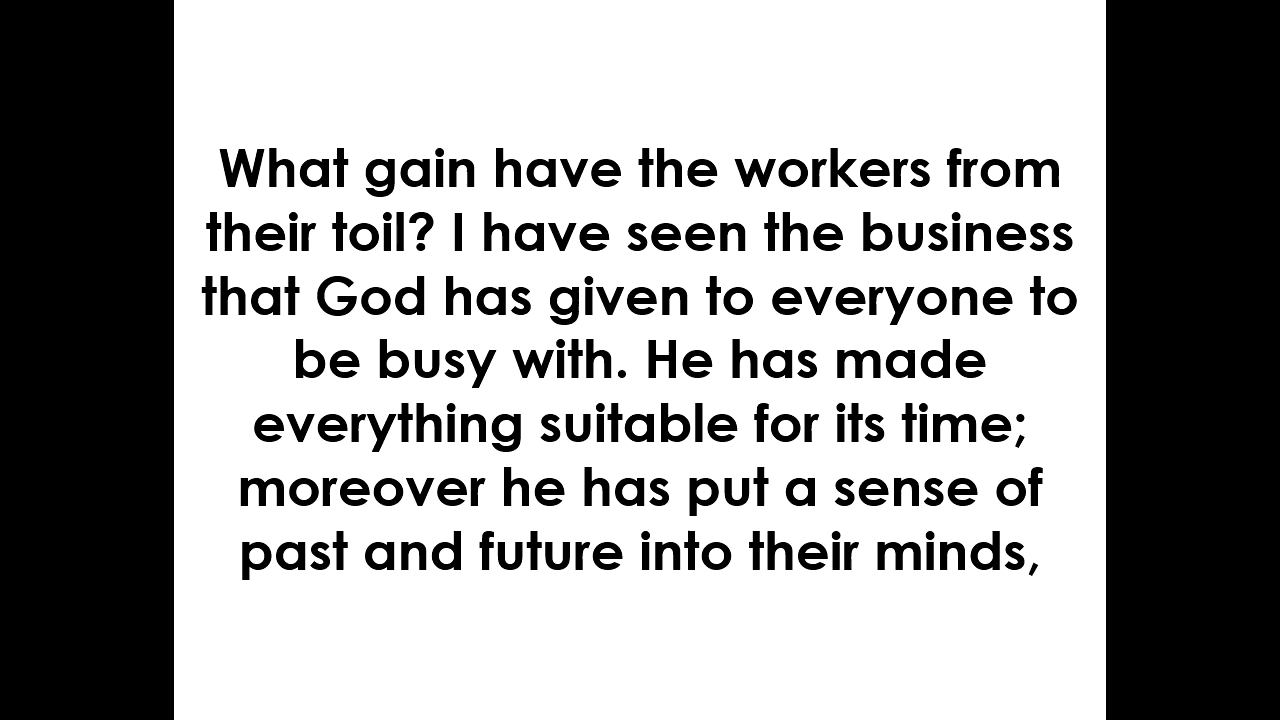 What gain have the workers from
their toil? I have seen the business
that God has given to everyone to
be busy with. He has made
everything suitable for its time;
moreover he has put a sense of
past and future into their minds,